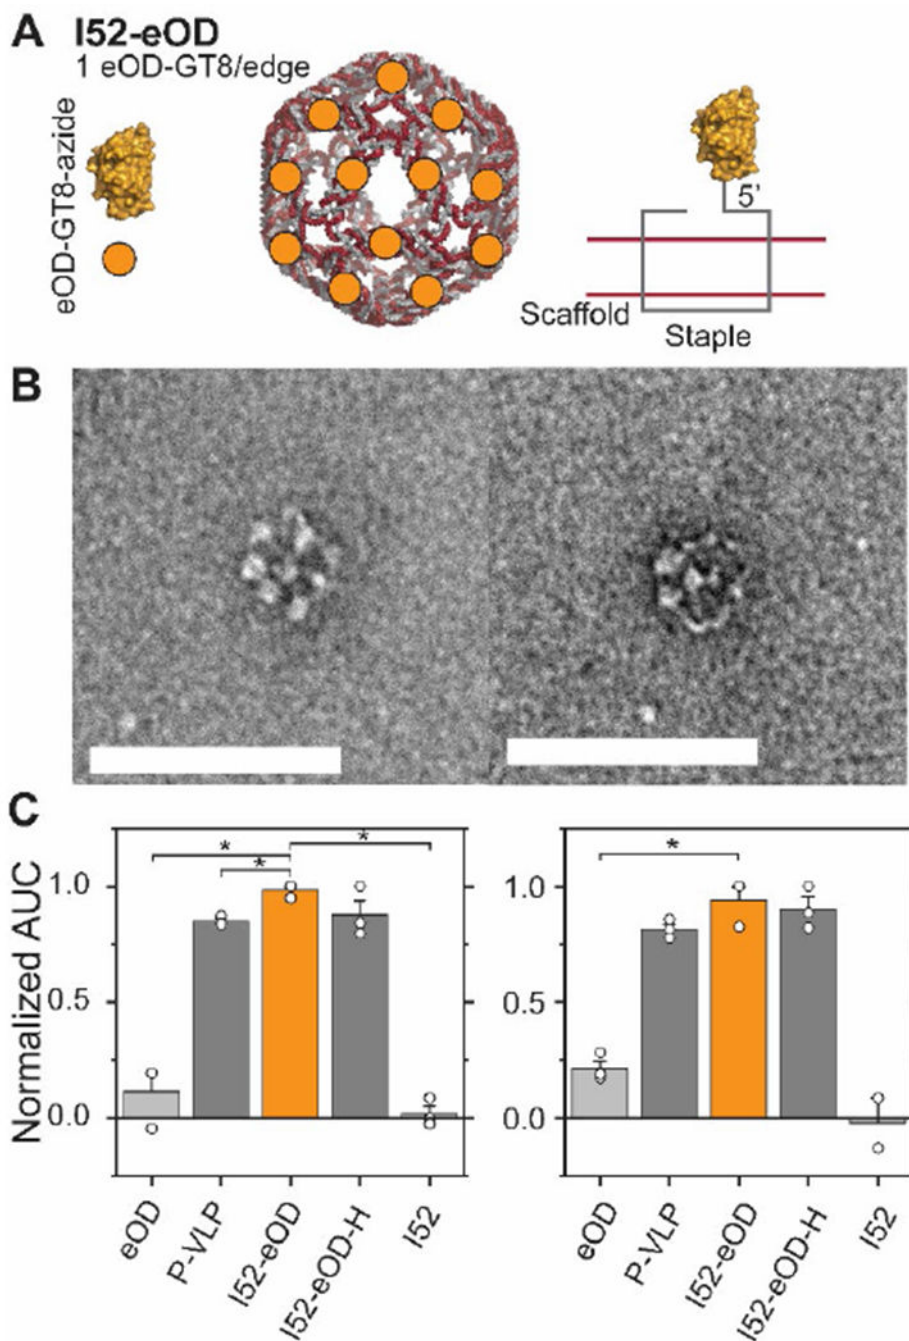 A I52-eOD
1 eOD-GT8/edge
eOD-GT8-azide
5'
Scaffold
Staple
B
C
Normalized AUC
1.0
0.5
0.0
* * *
eOD
P-VLP
I52-eOD
I52-eOD-H
I52
1.0
0.5
0.0
*
eOD
P-VLP
I52-eOD
I52-eOD-H
I52